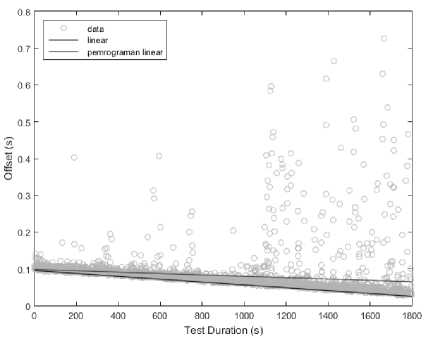 0.8
0.7
0.6
0.5
0.4
0.3
0.2
0.1
0
Offset (s)
data
linear
pemrograman linear
0 200 400 600 800 1000 1200 1400 1600 1800
Test Duration (s)